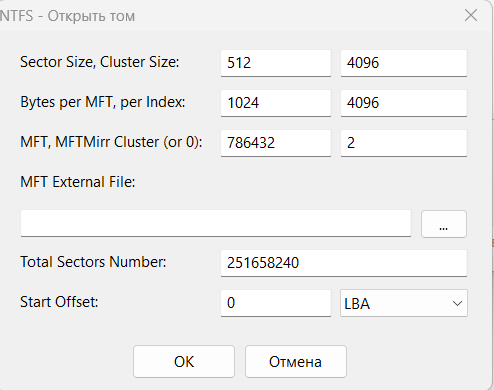 NTFS - Открыть том
Sector Size, Cluster Size: 512 4096
Bytes per MFT, per Index: 1024 4096
MFT, MFTMirr Cluster (or 0): 786432 2
MFT External File:
...
Total Sectors Number: 251658240
Start Offset: 0 LBA
OK Отмена